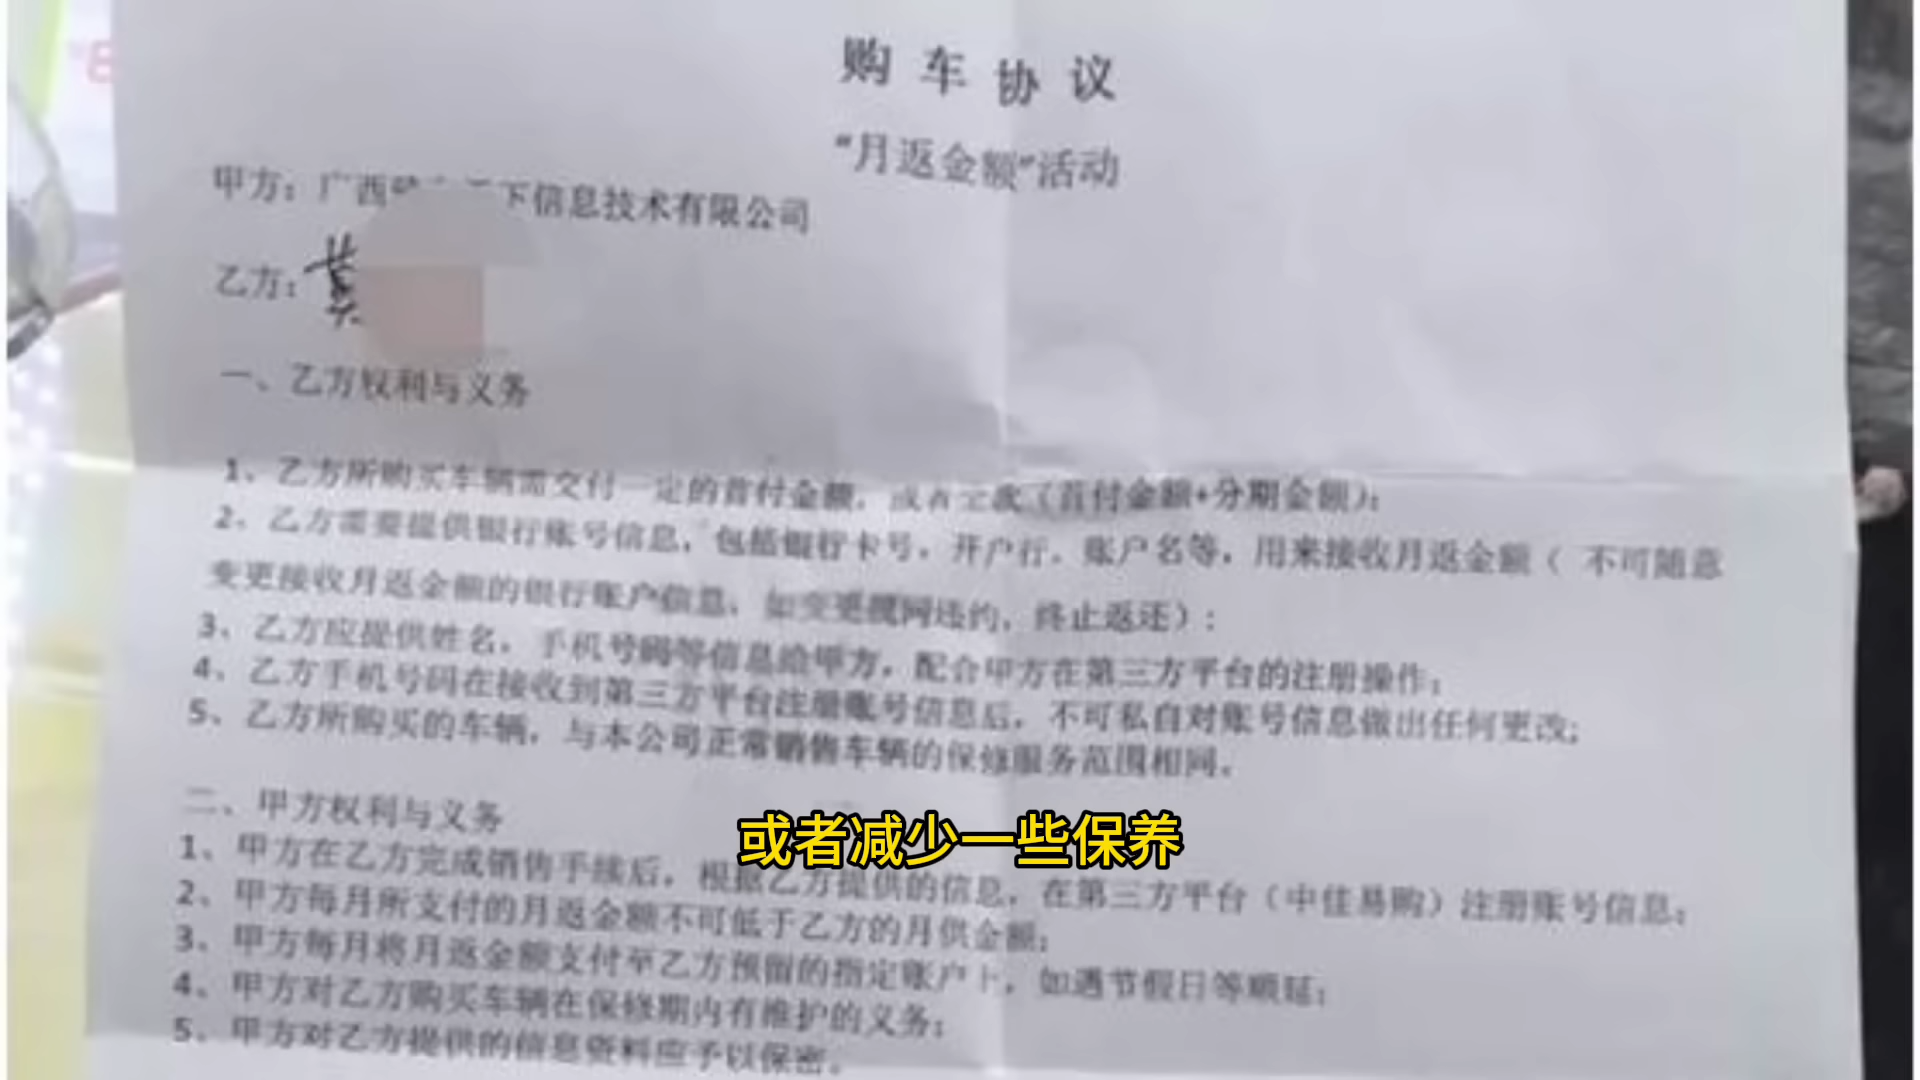 购车协议
“月返金额”活动
甲方：广西 下信息技术有限公司
乙方：黄
一、乙方权利与义务
1、乙方所购买车辆需交付一定的首付金额，或者全款（首付金额+分期金额）；
2、乙方需要提供银行账号信息，包括银行卡号，开户行，账户名等，用来接收月返金额（ 不可随意
变更接收月返金额的银行账户信息，如变更视同违约，终止返还）；
3、乙方应提供姓名，手机号码等信息给甲方，配合甲方在第三方平台的注册操作；
4、乙方手机号码在接收到第三方平台注册账号信息后，不可私自对账号信息做出任何更改;
5、乙方所购买的车辆，与本公司正常销售车辆的保修服务范围相同。
二、甲方权利与义务
或者减少一些保养
1、甲方在乙方完成销售手续后，根据乙方提供的信息，在第三方平台（中佳易购）注册账号信息；
2、甲方每月所支付的月返金额不可低于乙方的月供金额；
3、甲方每月将月返金额支付至乙方预留的指定账户上，如遇节假日等顺延；
4、甲方对乙方购买车辆在保修期内有维护的义务；
5、甲方对乙方提供的信息资料应予以保密。